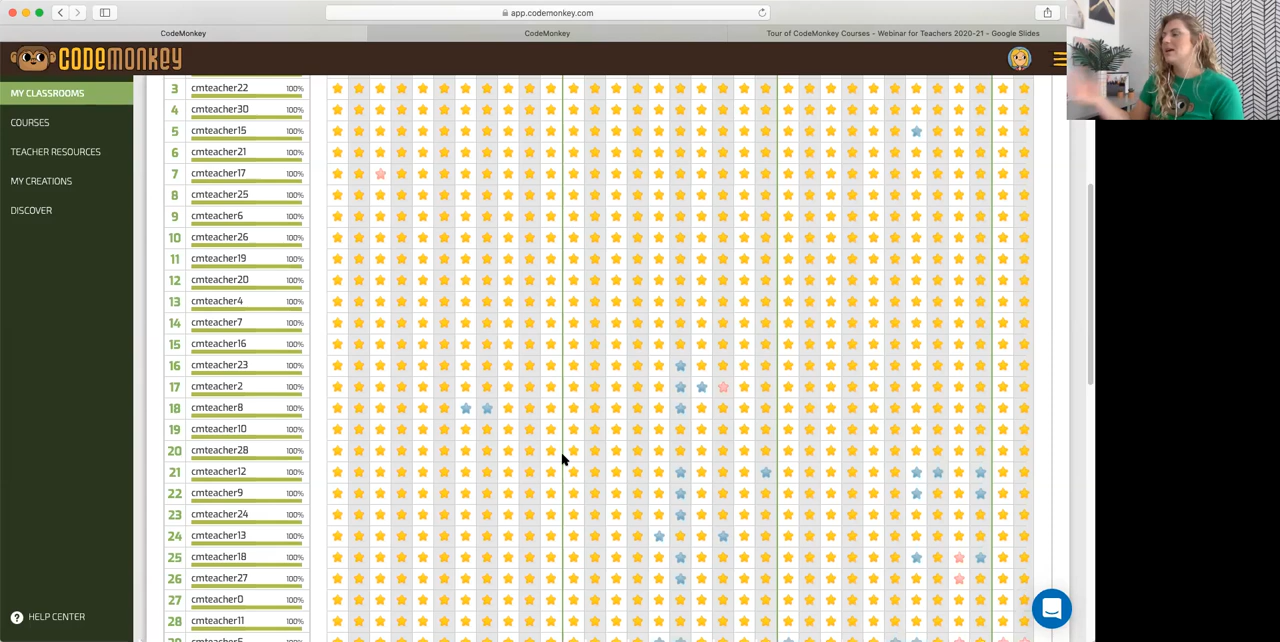 app.codemonkey.com
CodeMonkey
CodeMonkey
Tour of CodeMonkey Courses - Webinar for Teachers 2020-21 - Google Slides
CODEMONKEY
MY CLASSROOMS
COURSES
TEACHER RESOURCES
MY CREATIONS
DISCOVER
HELP CENTER
3 cmteacher22 100%
4 cmteacher30 100%
5 cmteacher15 100%
6 cmteacher21 100%
7 cmteacher17 100%
8 cmteacher25 100%
9 cmteacher6 100%
10 cmteacher26 100%
11 cmteacher19 100%
12 cmteacher20 100%
13 cmteacher4 100%
14 cmteacher7 100%
15 cmteacher16 100%
16 cmteacher23 100%
17 cmteacher2 100%
18 cmteacher8 100%
19 cmteacher10 100%
20 cmteacher28 100%
21 cmteacher12 100%
22 cmteacher9 100%
23 cmteacher24 100%
24 cmteacher13 100%
25 cmteacher18 100%
26 cmteacher27 100%
27 cmteacher0 100%
28 cmteacher11 100%